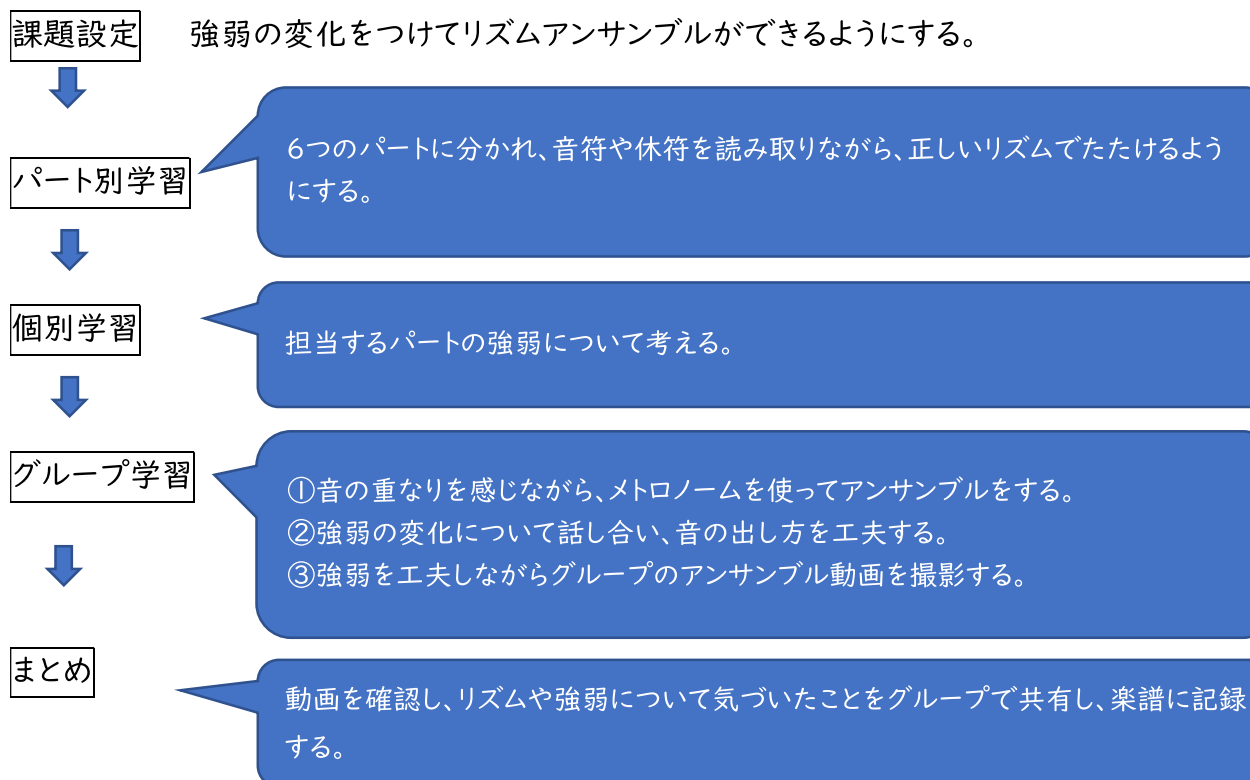 課題設定 強弱の変化をつけてリズムアンサンブルができるようにする。
パート別学習
6つのパートに分かれ、音符や休符を読み取りながら、正しいリズムでたたけるよう
にする。
個別学習
担当するパートの強弱について考える。
グループ学習
①音の重なりを感じながら、メトロノームを使ってアンサンブルをする。
②強弱の変化について話し合い、音の出し方を工夫する。
③強弱を工夫しながらグループのアンサンブル動画を撮影する。
まとめ
動画を確認し、リズムや強弱について気づいたことをグループで共有し、楽譜に記録
する。